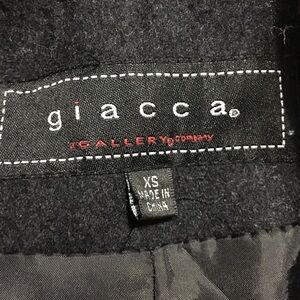 giacca®
a GALLERY® company
XS
MADE IN
CHINA